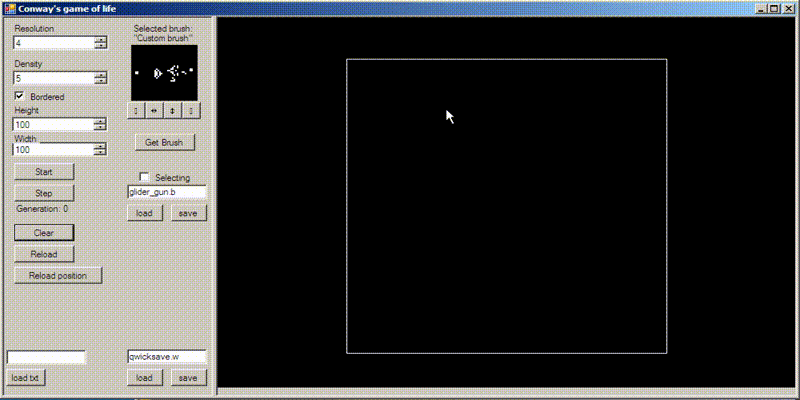 Conway's game of life
Resolution
4
Density
5
Bordered
Height
100
Width
100
Start
Step
Generation: 0
Clear
Reload
Reload position
load txt
Selected brush:
"Custom brush"
Get Brush
Selecting
glider_gun.b
load save
qwicksave.w
load save